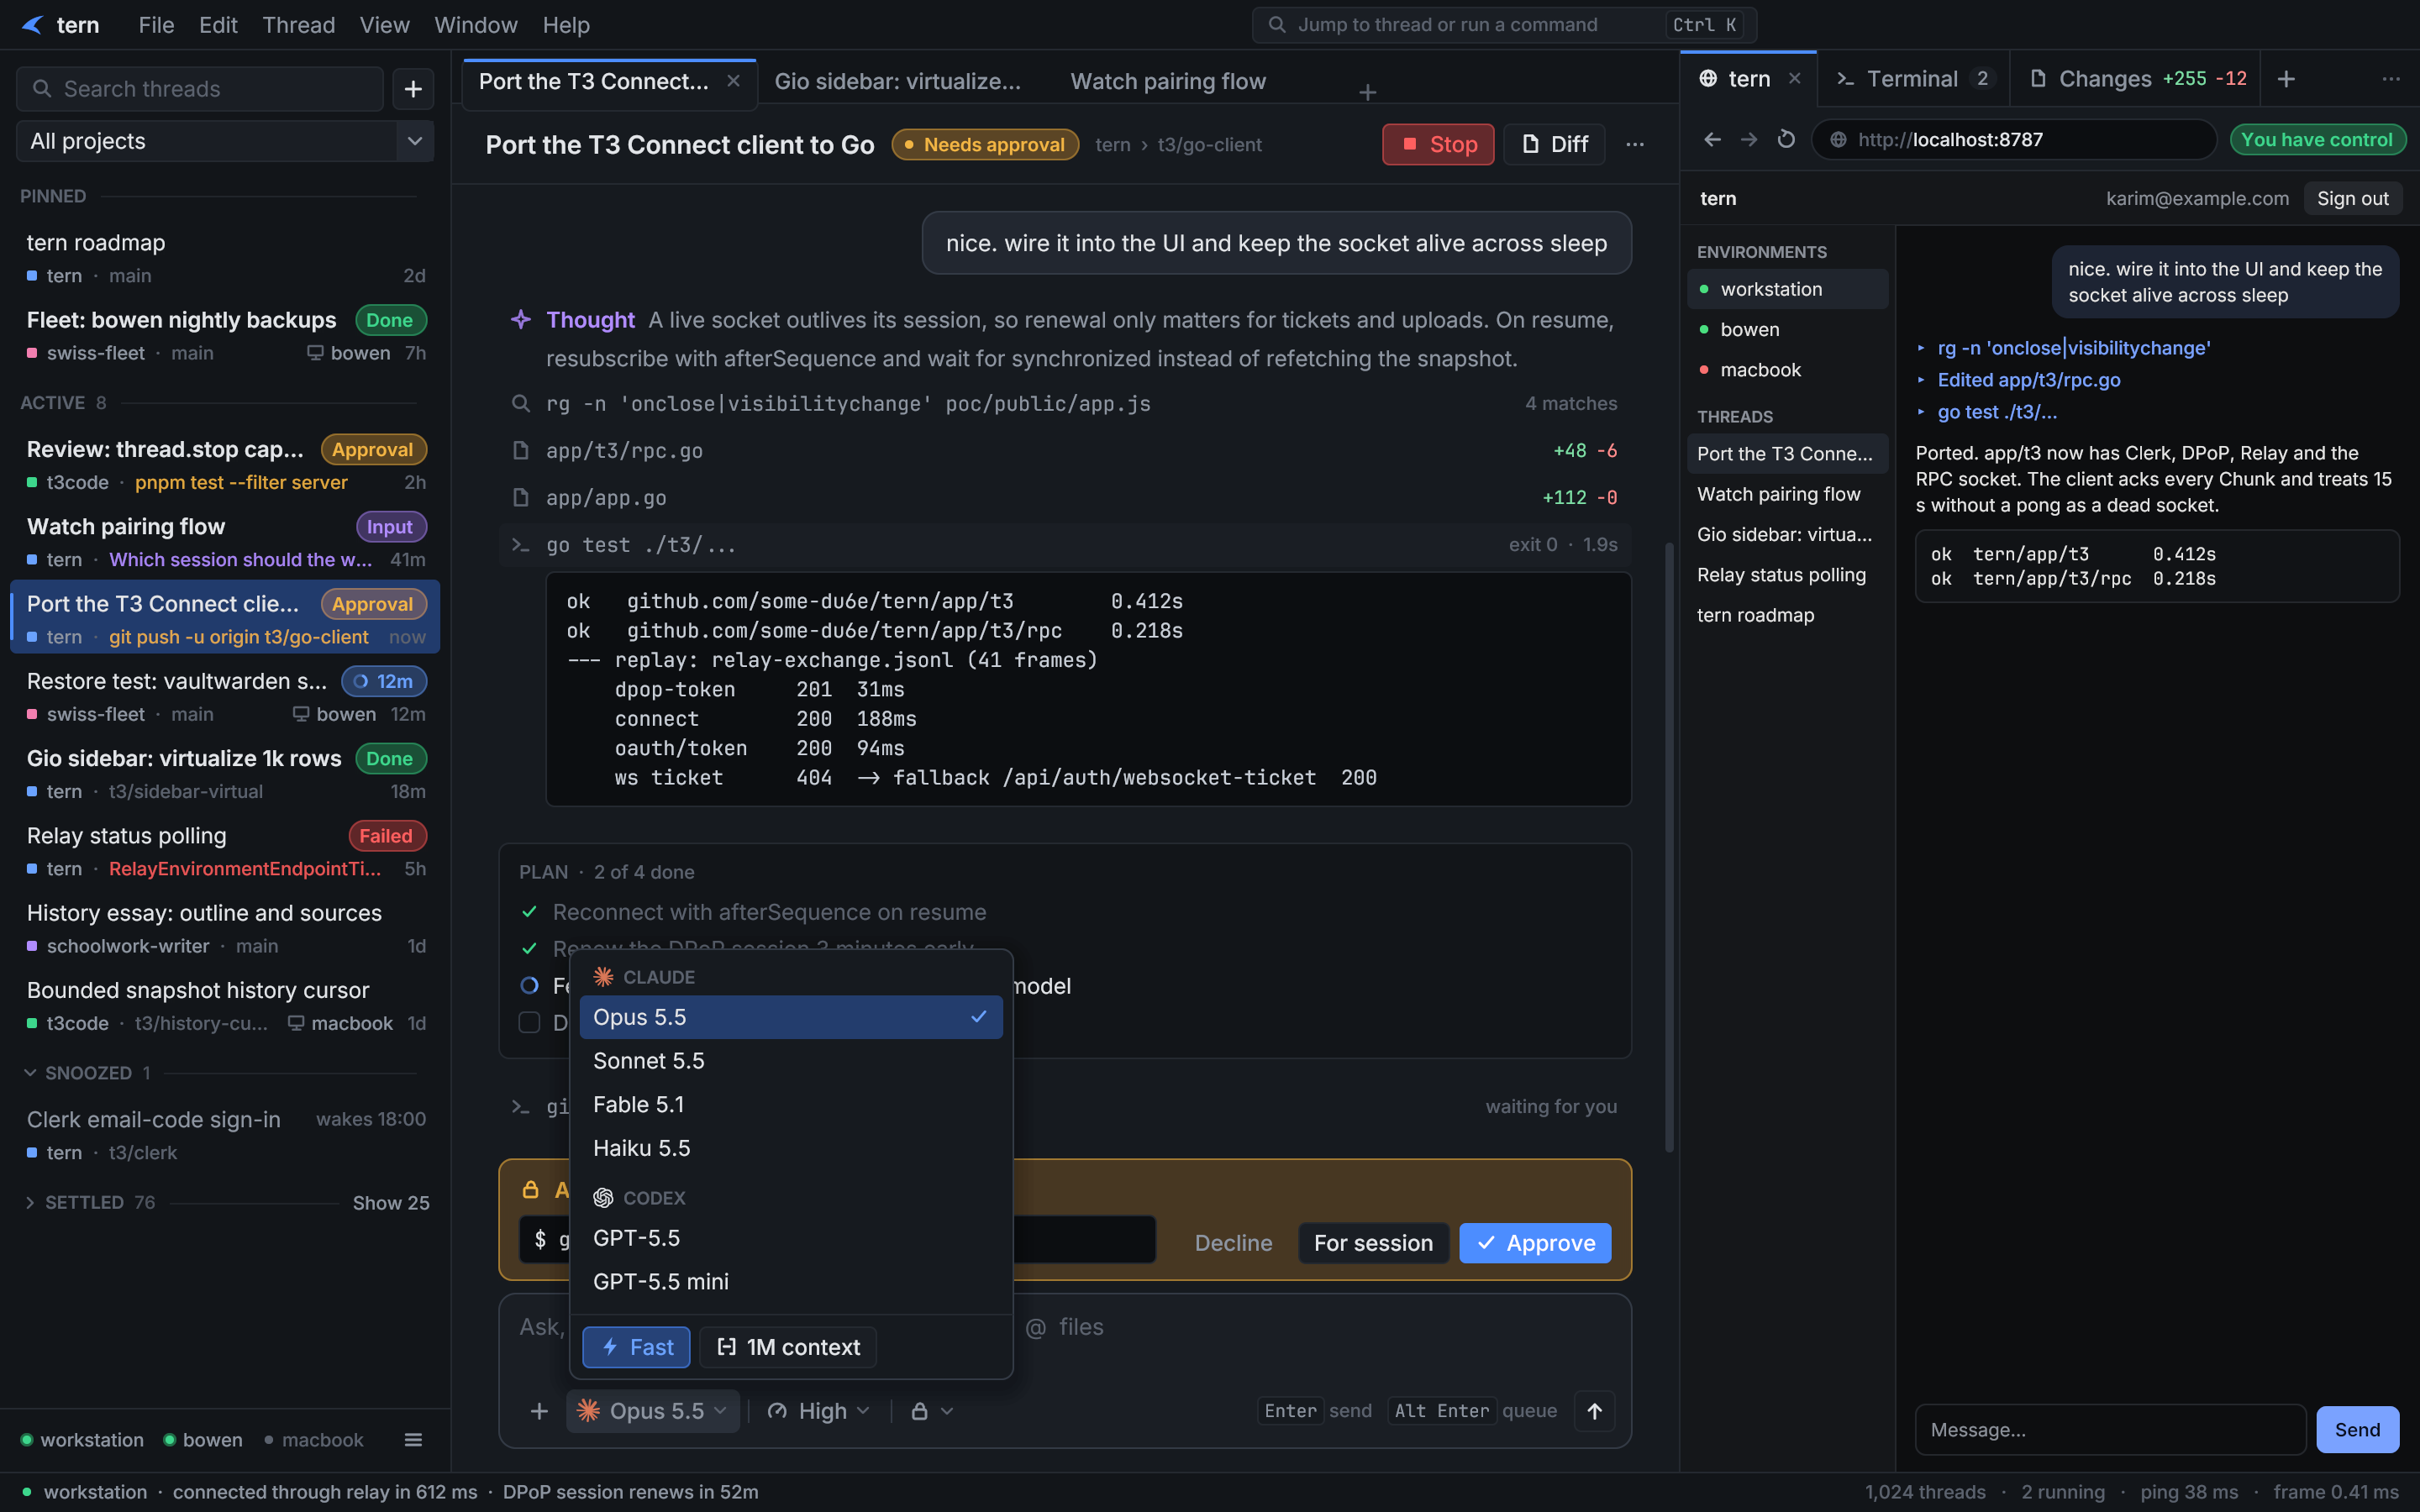 tern File Edit Thread View Window Help
Jump to thread or run a command Ctrl K
Search threads
All projects
PINNED
tern roadmap
tern · main 2d
Fleet: bowen nightly backups Done
swiss-fleet · main bowen 7h
ACTIVE 8
Review: thread.stop cap... Approval
t3code · pnpm test --filter server 2h
Watch pairing flow Input
tern · Which session should the w... 41m
Port the T3 Connect clie... Approval
tern · git push -u origin t3/go-client now
Restore test: vaultwarden s... 12m
swiss-fleet · main bowen 12m
Gio sidebar: virtualize 1k rows Done
tern · t3/sidebar-virtual 18m
Relay status polling Failed
tern · RelayEnvironmentEndpointTi... 5h
History essay: outline and sources
schoolwork-writer · main 1d
Bounded snapshot history cursor
t3code · t3/history-cu... macbook 1d
SNOOZED 1
Clerk email-code sign-in wakes 18:00
tern · t3/clerk
SETTLED 76 Show 25
workstation bowen macbook
Port the T3 Connect... Gio sidebar: virtualize... Watch pairing flow
Port the T3 Connect client to Go Needs approval tern › t3/go-client Stop Diff
nice. wire it into the UI and keep the socket alive across sleep
Thought A live socket outlives its session, so renewal only matters for tickets and uploads. On resume,
resubscribe with afterSequence and wait for synchronized instead of refetching the snapshot.
rg -n 'onclose|visibilitychange' poc/public/app.js 4 matches
app/t3/rpc.go +48 -6
app/app.go +112 -0
go test ./t3/... exit 0 · 1.9s
ok github.com/some-du6e/tern/app/t3 0.412s
ok github.com/some-du6e/tern/app/t3/rpc 0.218s
--- replay: relay-exchange.jsonl (41 frames)
dpop-token 201 31ms
connect 200 188ms
oauth/token 200 94ms
ws ticket 404 -> fallback /api/auth/websocket-ticket 200
PLAN · 2 of 4 done
Reconnect with afterSequence on resume
Renew the DPoP session 3 minutes early
model
D
gi waiting for you
$ g Decline For session Approve
Ask, @ files
CLAUDE
Opus 5.5
Sonnet 5.5
Fable 5.1
Haiku 5.5
CODEX
GPT-5.5
GPT-5.5 mini
Fast 1M context
Opus 5.5 High Enter send Alt Enter queue
tern Terminal 2 Changes +255 -12
http://localhost:8787 You have control
tern karim@example.com Sign out
ENVIRONMENTS
workstation
bowen
macbook
THREADS
Port the T3 Conne...
Watch pairing flow
Gio sidebar: virtua...
Relay status polling
tern roadmap
nice. wire it into the UI and keep the
socket alive across sleep
rg -n 'onclose|visibilitychange'
Edited app/t3/rpc.go
go test ./t3/...
Ported. app/t3 now has Clerk, DPoP, Relay and the
RPC socket. The client acks every Chunk and treats 15
s without a pong as a dead socket.
ok tern/app/t3 0.412s
ok tern/app/t3/rpc 0.218s
Message... Send
workstation · connected through relay in 612 ms · DPoP session renews in 52m
1,024 threads · 2 running · ping 38 ms · frame 0.41 ms